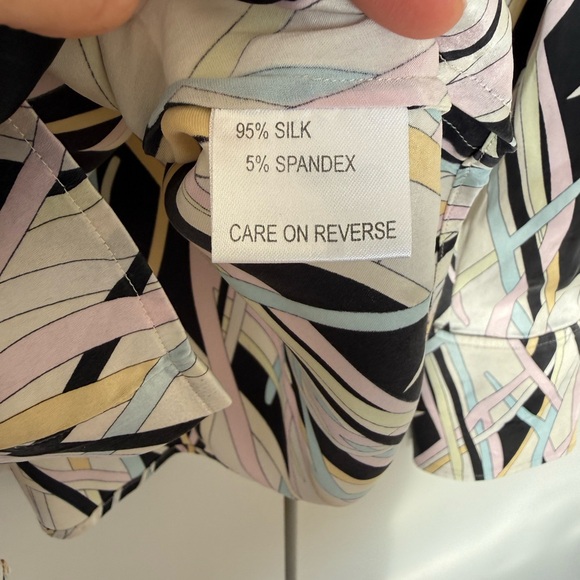 95% SILK
5% SPANDEX
CARE ON REVERSE